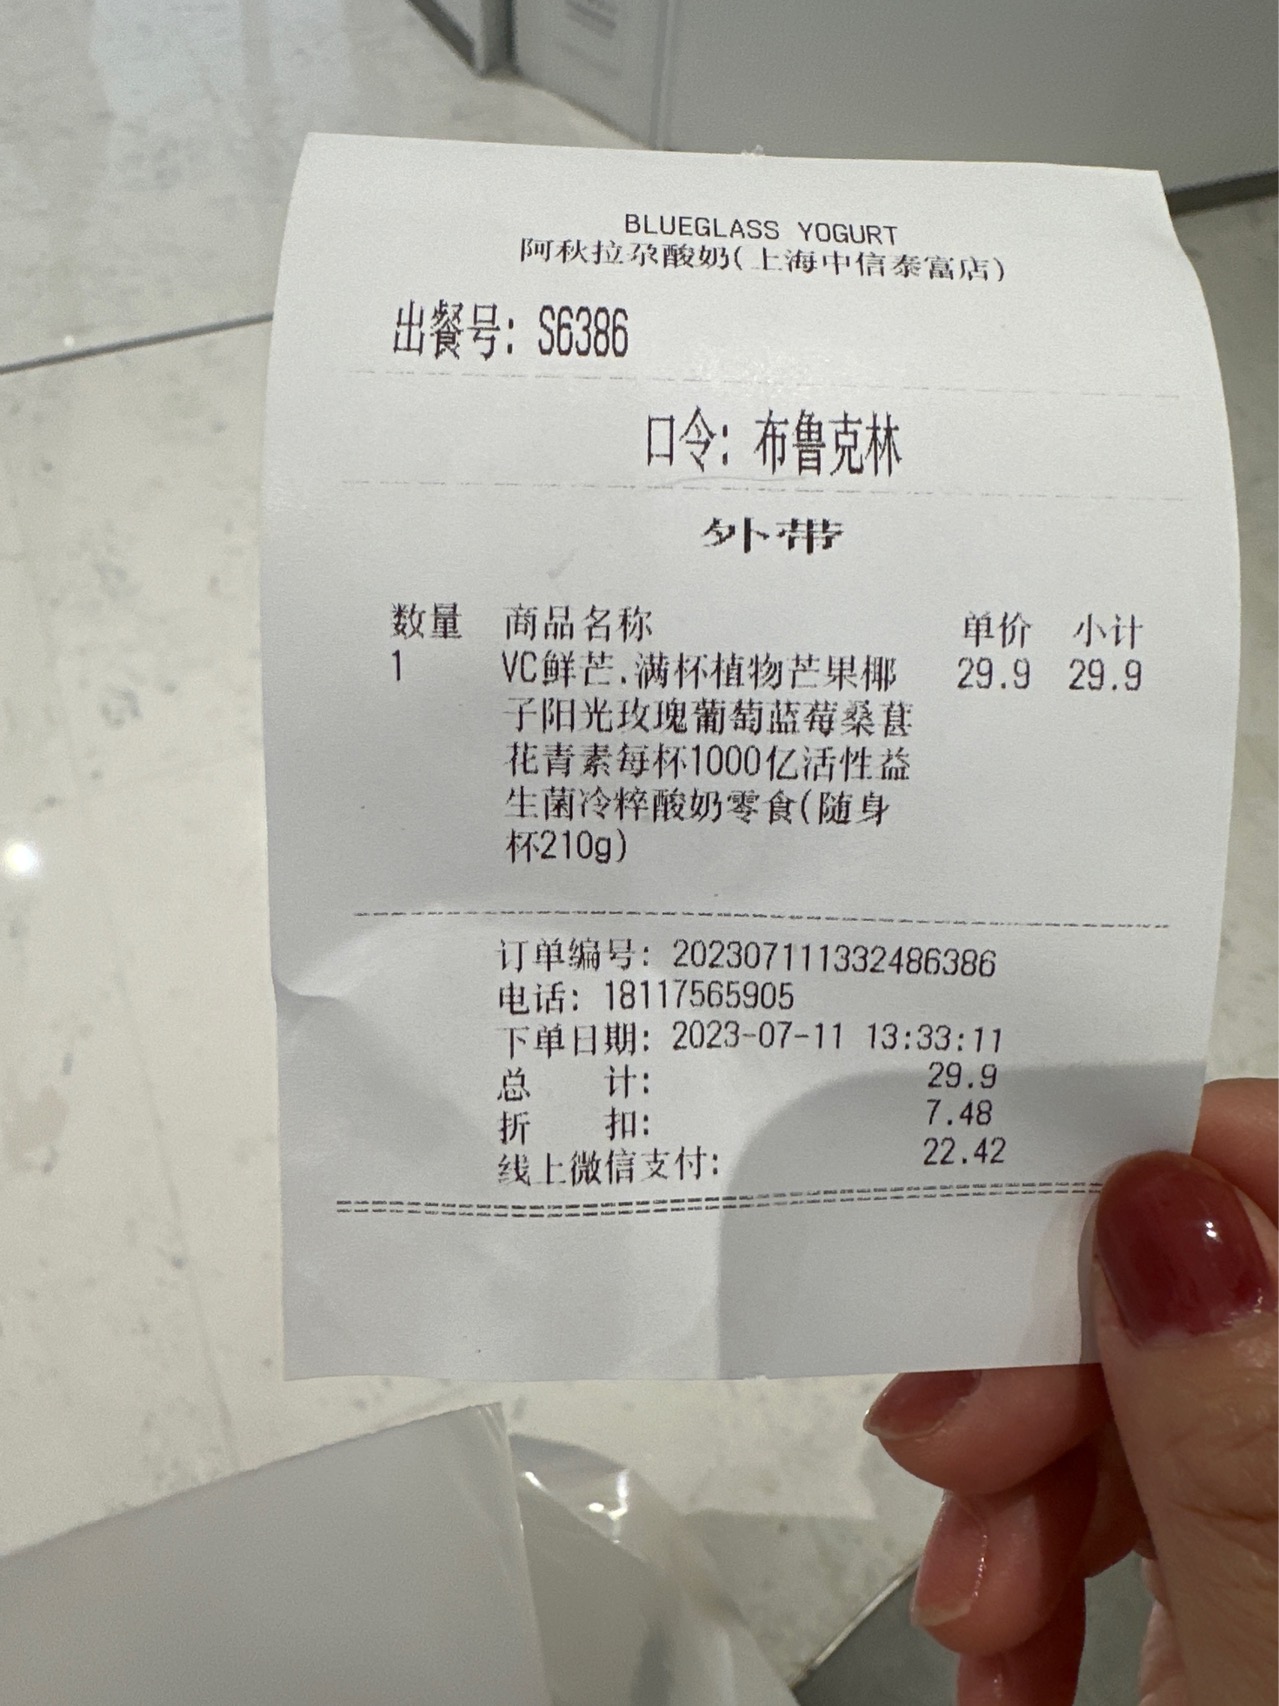 BLUEGLASS YOGURT
阿秋拉尕酸奶(上海中信泰富店)
出餐号: S6386
口令: 布鲁克林
外带
数量 商品名称 单价 小计
1 VC鲜芒.满杯植物芒果椰 29.9 29.9
子阳光玫瑰葡萄蓝莓桑葚
花青素每杯1000亿活性益
生菌冷粹酸奶零食(随身
杯210g)
订单编号: 202307111332486386
电话: 18117565905
下单日期: 2023-07-11 13:33:11
总 计: 29.9
折 扣: 7.48
线上微信支付: 22.42